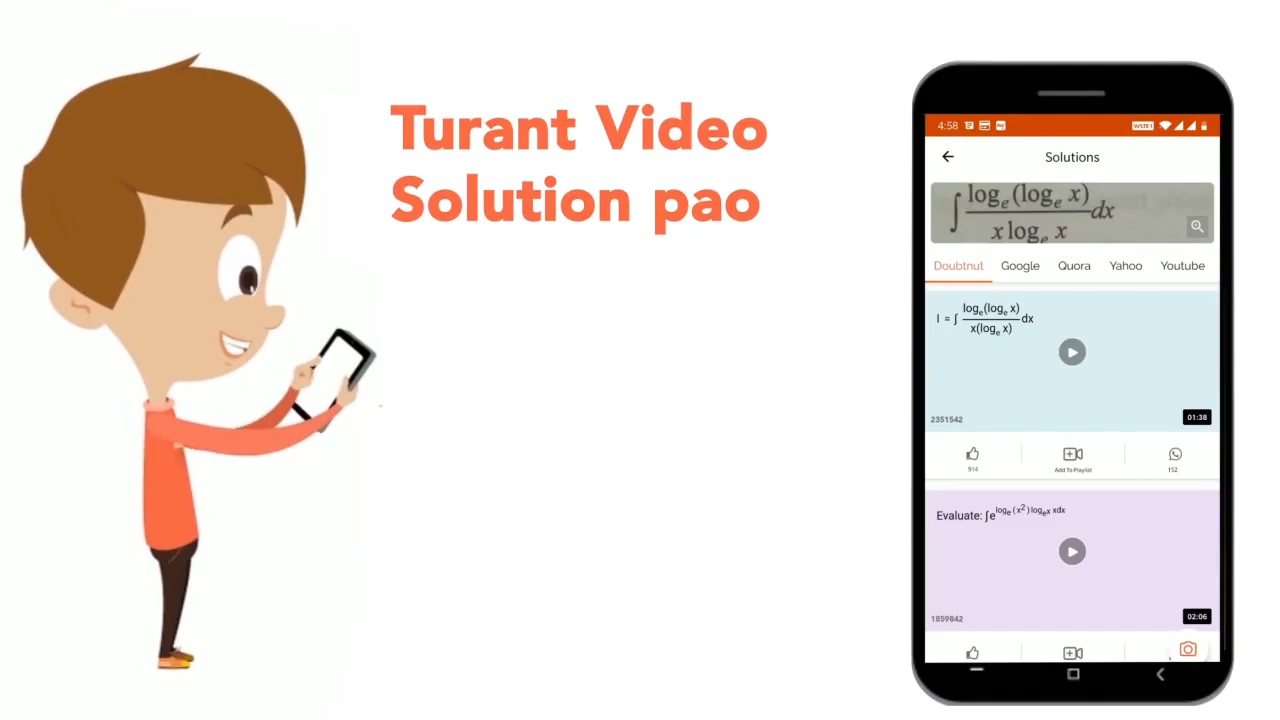 Turant Video
Solution pao
4:58
VoLTE1
Solutions
∫ logₑ(logₑ x) / x logₑ x dx
Doubtnut Google Quora Yahoo Youtube
I = ∫ logₑ(logₑ x) / x(logₑ x) dx
2351542 01:38
914 Add To Playlist 152
Evaluate: ∫e^logₑ(x²)logₑx xdx
1859842 02:06